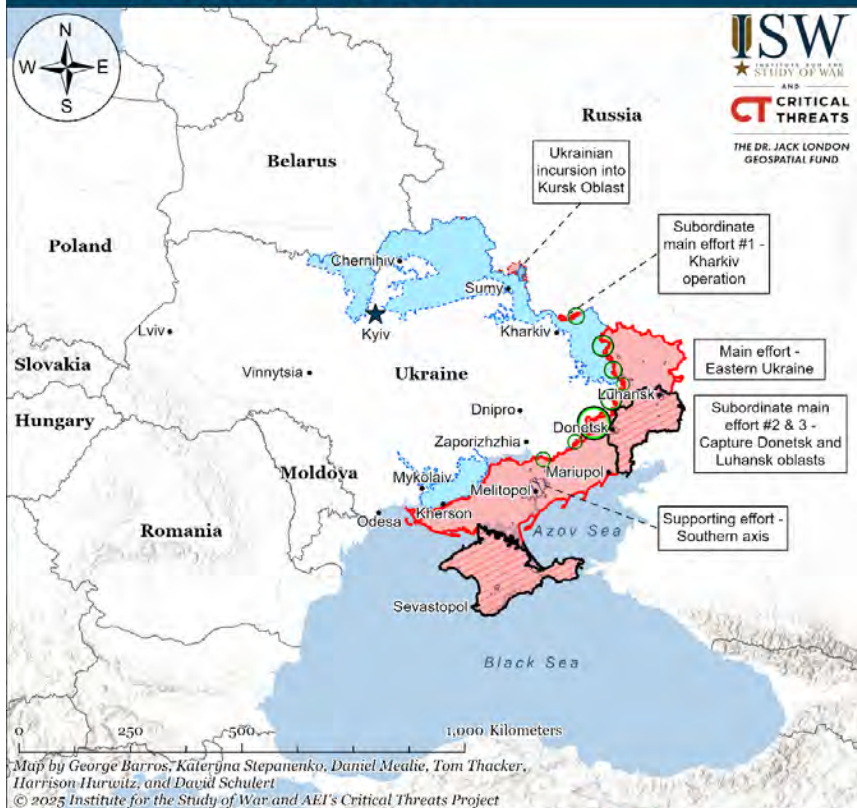 N
W E
S
ISW
INSTITUTE FOR THE
STUDY OF WAR
AND
CT CRITICAL
THREATS
THE DR. JACK LONDON
GEOSPATIAL FUND
Russia
Ukrainian
incursion into
Kursk Oblast
Belarus
Subordinate
main effort #1 -
Kharkiv
operation
Poland
Chernihiv
Sumy
Lviv
Kyiv
Kharkiv
Main effort -
Eastern Ukraine
Slovakia
Vinnytsia
Ukraine
Luhansk
Hungary
Dnipro
Donetsk
Subordinate main
effort #2 & 3 -
Capture Donetsk and
Luhansk oblasts
Zaporizhzhia
Moldova
Mykolaiv
Mariupol
Melitopol
Kherson
Odesa
Romania
Azov Sea
Supporting effort -
Southern axis
Sevastopol
Black Sea
0 250 500 1,000 Kilometers
Map by George Barros, Kateryna Stepanenko, Daniel Mealie, Tom Thacker,
Harrison Hurwitz, and David Schulert
© 2025 Institute for the Study of War and AEI's Critical Threats Project